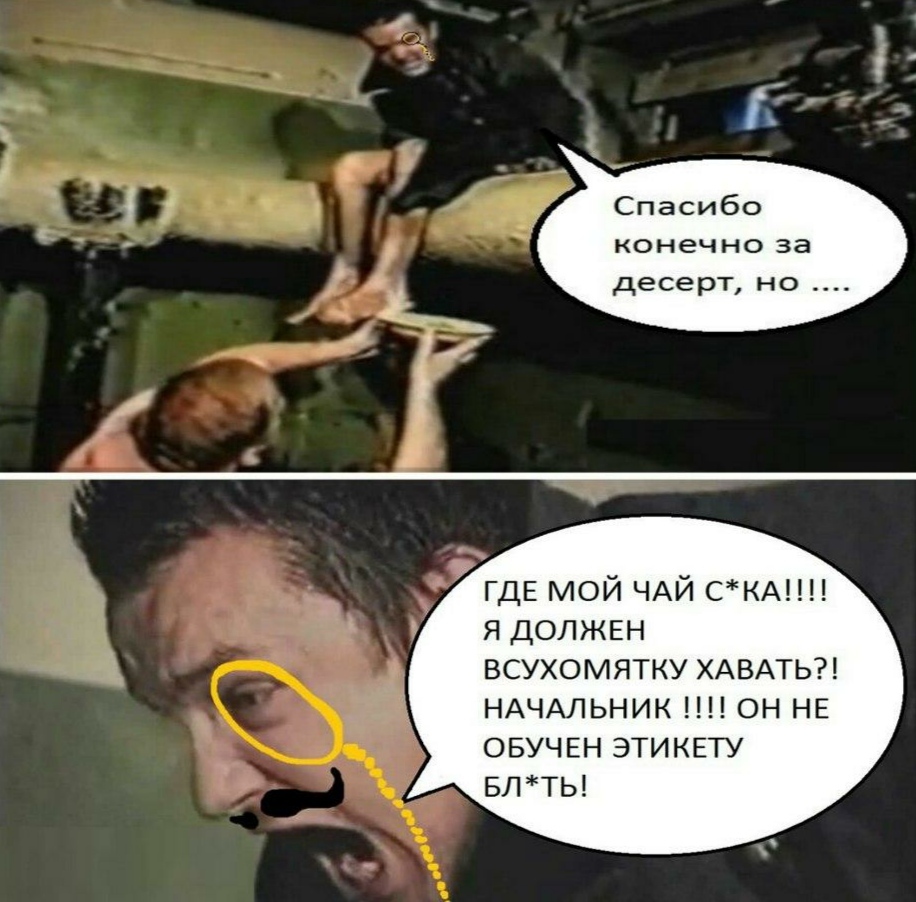 Спасибо
конечно за
десерт, но ....
ГДЕ МОЙ ЧАЙ С*КА!!!!
Я ДОЛЖЕН
ВСУХОМЯТКУ ХАВАТЬ?!
НАЧАЛЬНИК !!!! ОН НЕ
ОБУЧЕН ЭТИКЕТУ
БЛ*ТЬ!